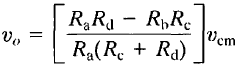 v_o = [ (R_a R_d − R_b R_c) / (R_a (R_c + R_d)) ] v_cm